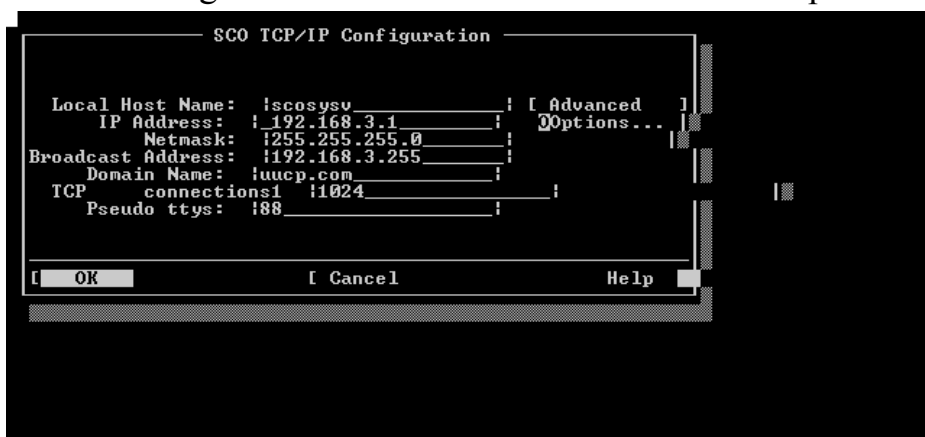 SCO TCP/IP Configuration
Local Host Name: scosysv [ Advanced ]
IP Address: 192.168.3.1 Options...
Netmask: 255.255.255.0
Broadcast Address: 192.168.3.255
Domain Name: uucp.com
TCP connections1 1024
Pseudo ttys: 88
[ OK [ Cancel Help